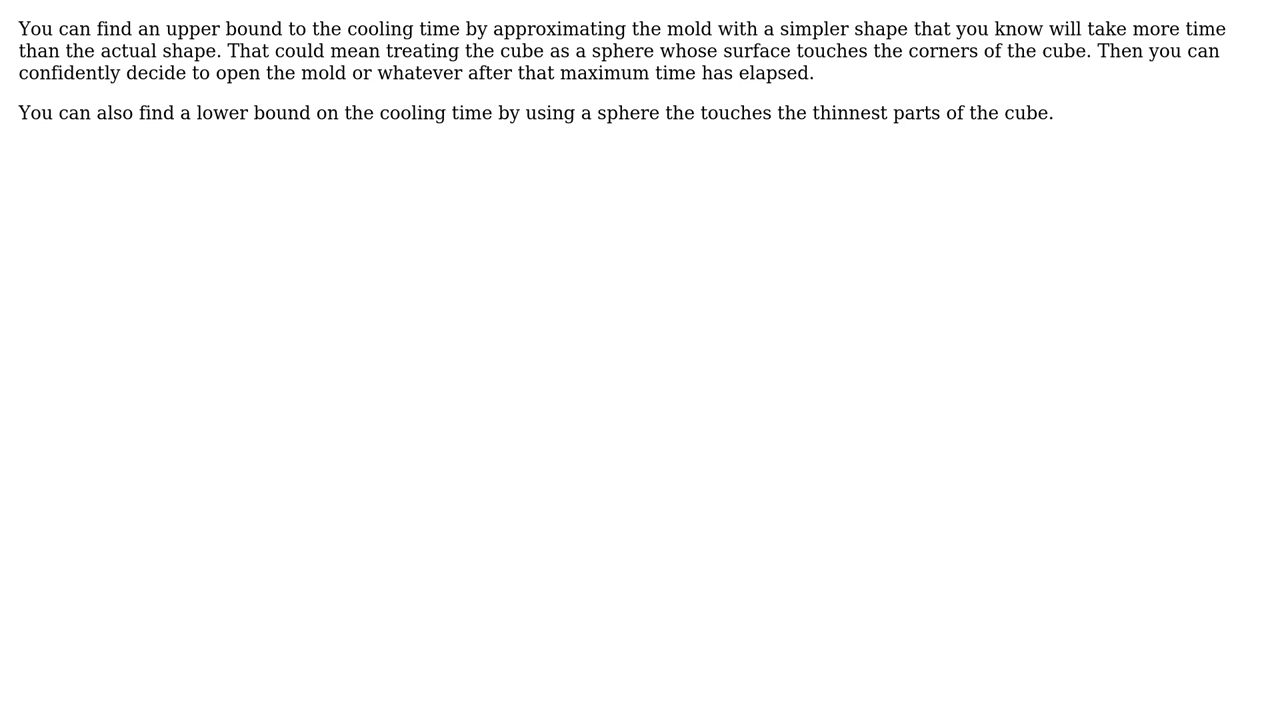 You can find an upper bound to the cooling time by approximating the mold with a simpler shape that you know will take more time
than the actual shape. That could mean treating the cube as a sphere whose surface touches the corners of the cube. Then you can
confidently decide to open the mold or whatever after that maximum time has elapsed.
You can also find a lower bound on the cooling time by using a sphere the touches the thinnest parts of the cube.